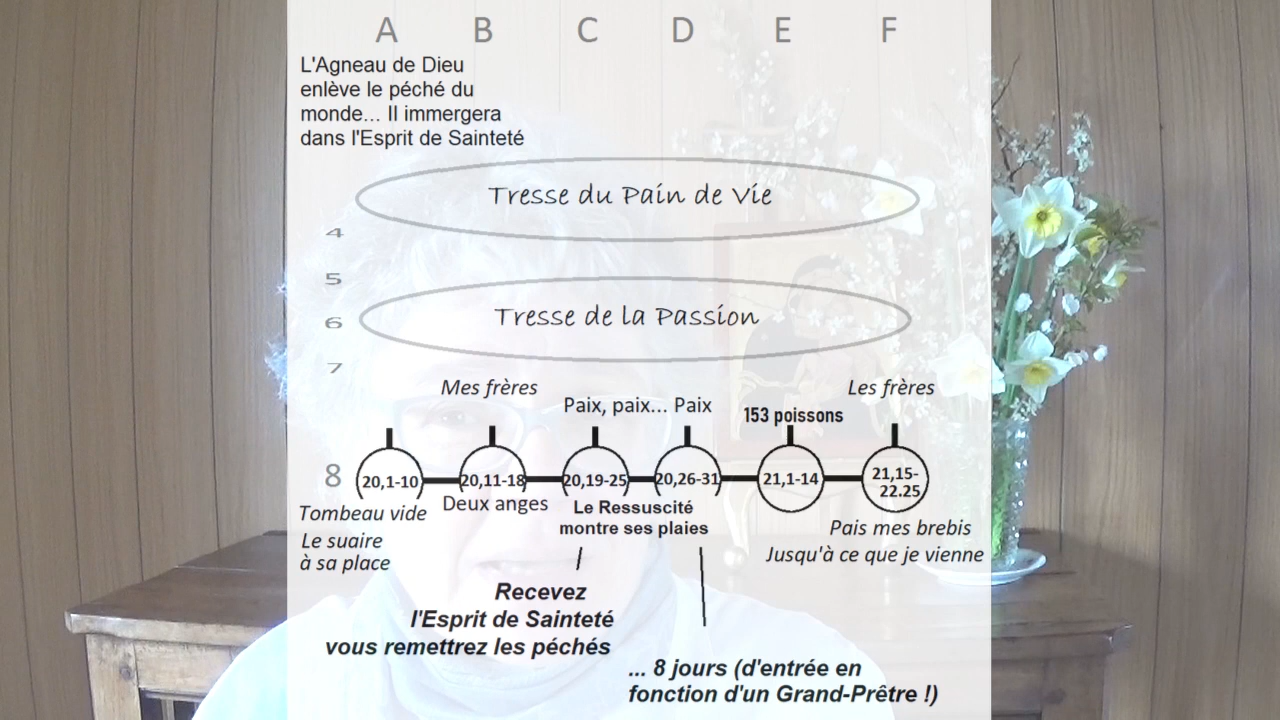 A B C D E F
L'Agneau de Dieu
enlève le péché du
monde... Il immergera
dans l'Esprit de Sainteté
Tresse du Pain de Vie
4
5
Tresse de la Passion
6
7
Mes frères
Les frères
Paix, paix... Paix
153 poissons
8
20,1-10
20,11-18
20,19-25
20,26-31
21,1-14
21,15-
22.25
Tombeau vide
Le suaire
à sa place
Deux anges
Le Ressuscité
montre ses plaies
Pais mes brebis
Jusqu'à ce que je vienne
Recevez
l'Esprit de Sainteté
vous remettrez les péchés
... 8 jours (d'entrée en
fonction d'un Grand-Prêtre !)